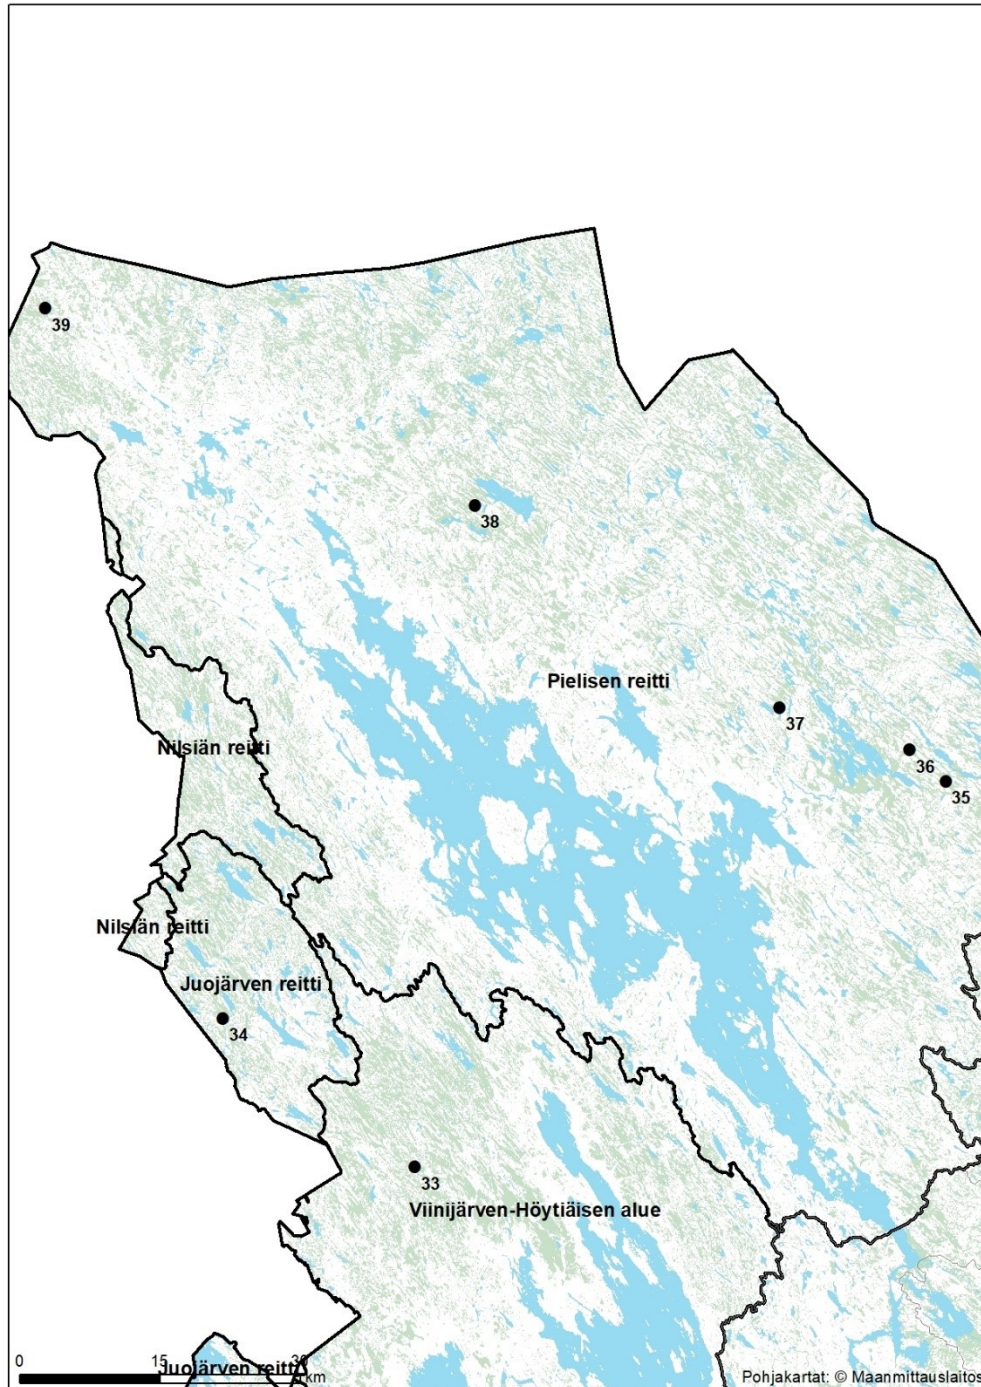 39
38
Pielisen reitti
37
Nilsiän reitti
36
35
Nilsiän reitti
Juojärven reitti
34
33
Viinijärven-Höytiäisen alue
0 15 30
Juojärven reitti km
Pohjakartat: © Maanmittauslaitos